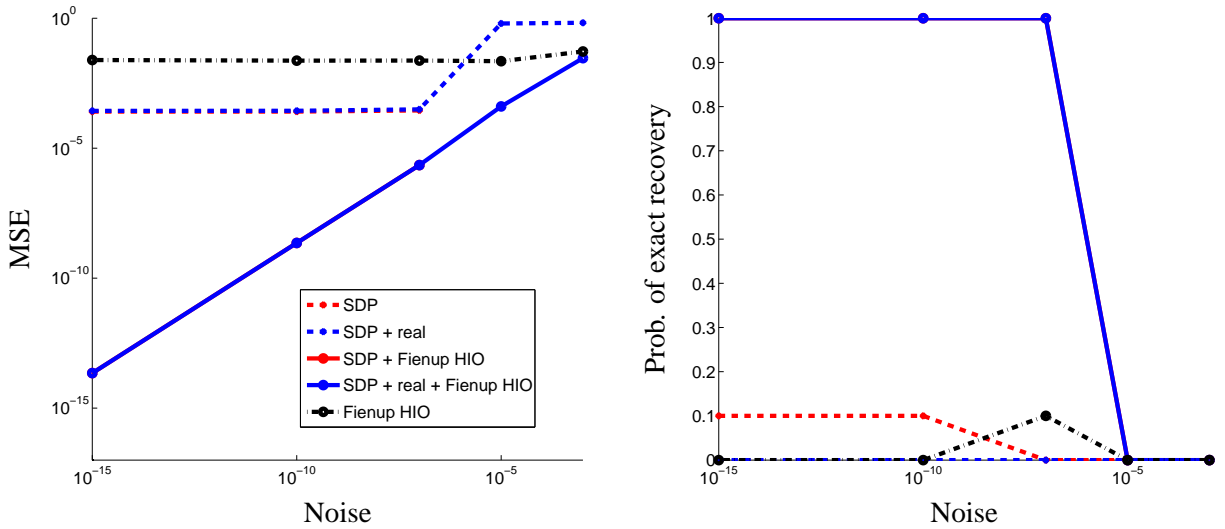 10^0
10^−5
10^−10
10^−15
MSE
SDP
SDP + real
SDP + Fienup HIO
SDP + real + Fienup HIO
Fienup HIO
10^−15 10^−10 10^−5
Noise
1
0.9
0.8
0.7
0.6
0.5
0.4
0.3
0.2
0.1
0
Prob. of exact recovery
10^−15 10^−10 10^−5
Noise